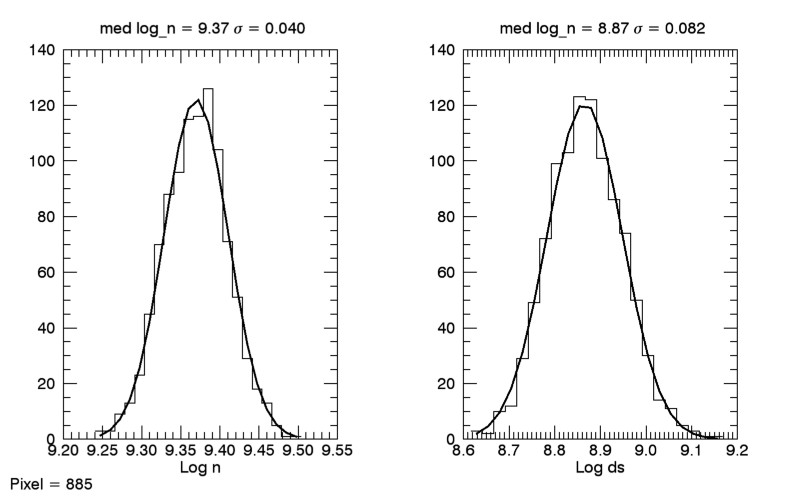 med log_n = 9.37 σ = 0.040
140
120
100
80
60
40
20
0
9.20 9.25 9.30 9.35 9.40 9.45 9.50 9.55
Log n
med log_n = 8.87 σ = 0.082
140
120
100
80
60
40
20
0
8.6 8.7 8.8 8.9 9.0 9.1 9.2
Log ds
Pixel = 885